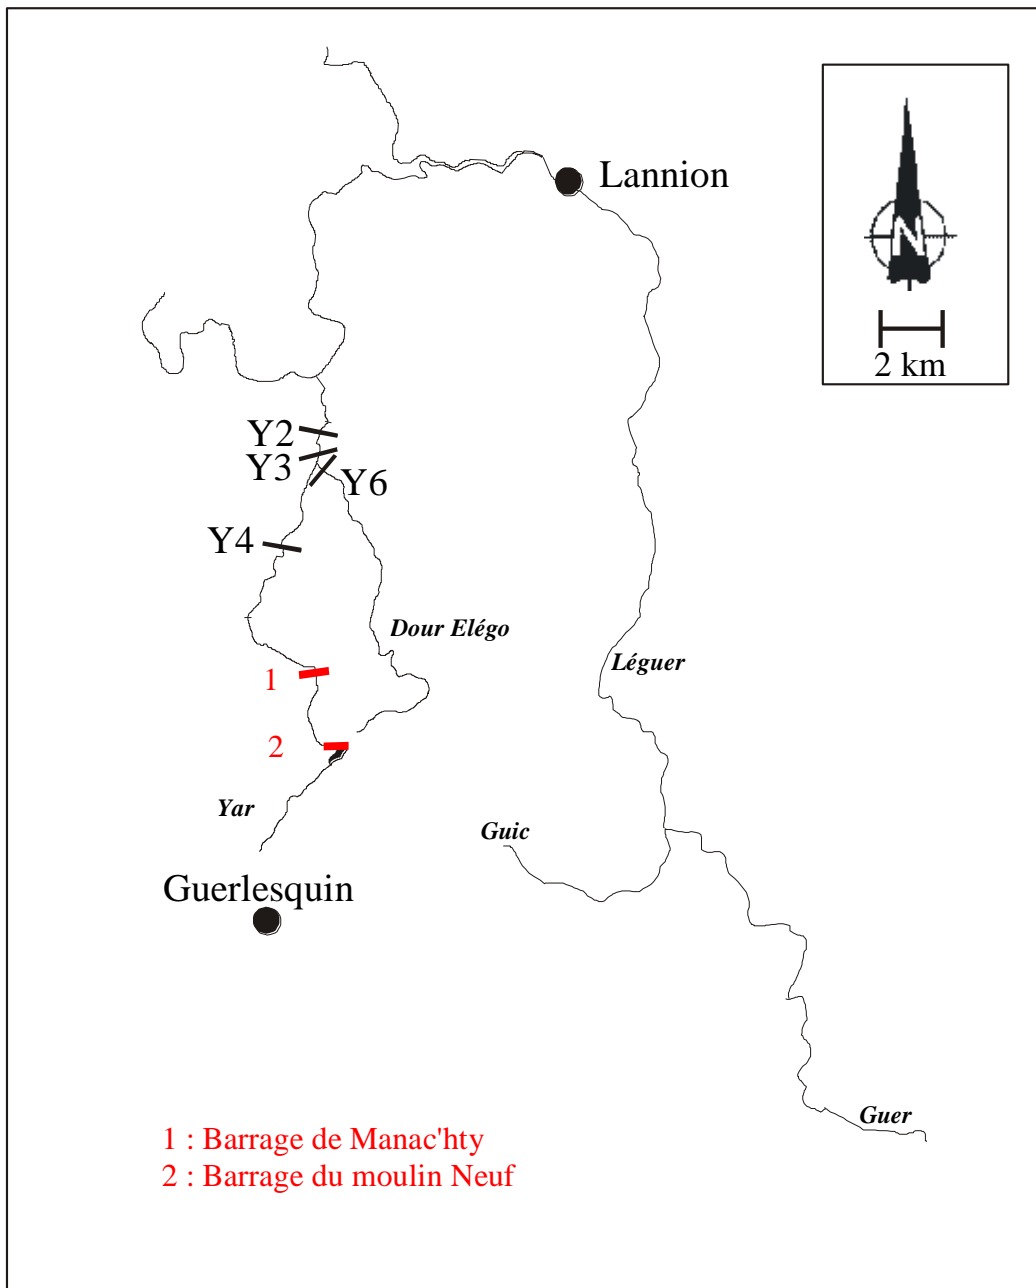 Lannion
N
2 km
Y2
Y3
Y6
Y4
Dour Elégo
Léguer
1
2
Yar
Guic
Guerlesquin
Guer
1 : Barrage de Manac'hty
2 : Barrage du moulin Neuf